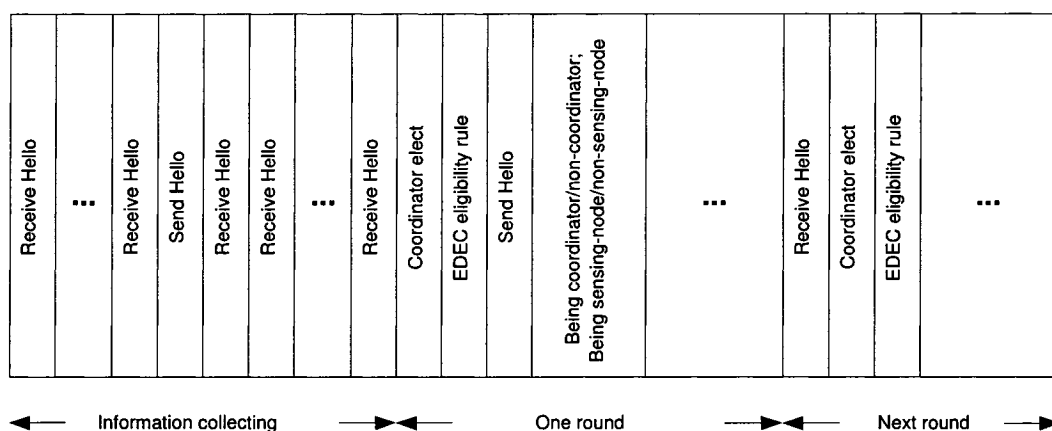 Receive Hello
...
Receive Hello
Send Hello
Receive Hello
Receive Hello
...
Receive Hello
Coordinator elect
EDEC eligibility rule
Send Hello
Being coordinator/non-coordinator;
Being sensing-node/non-sensing-node
...
Receive Hello
Coordinator elect
EDEC eligibility rule
...
Information collecting
One round
Next round